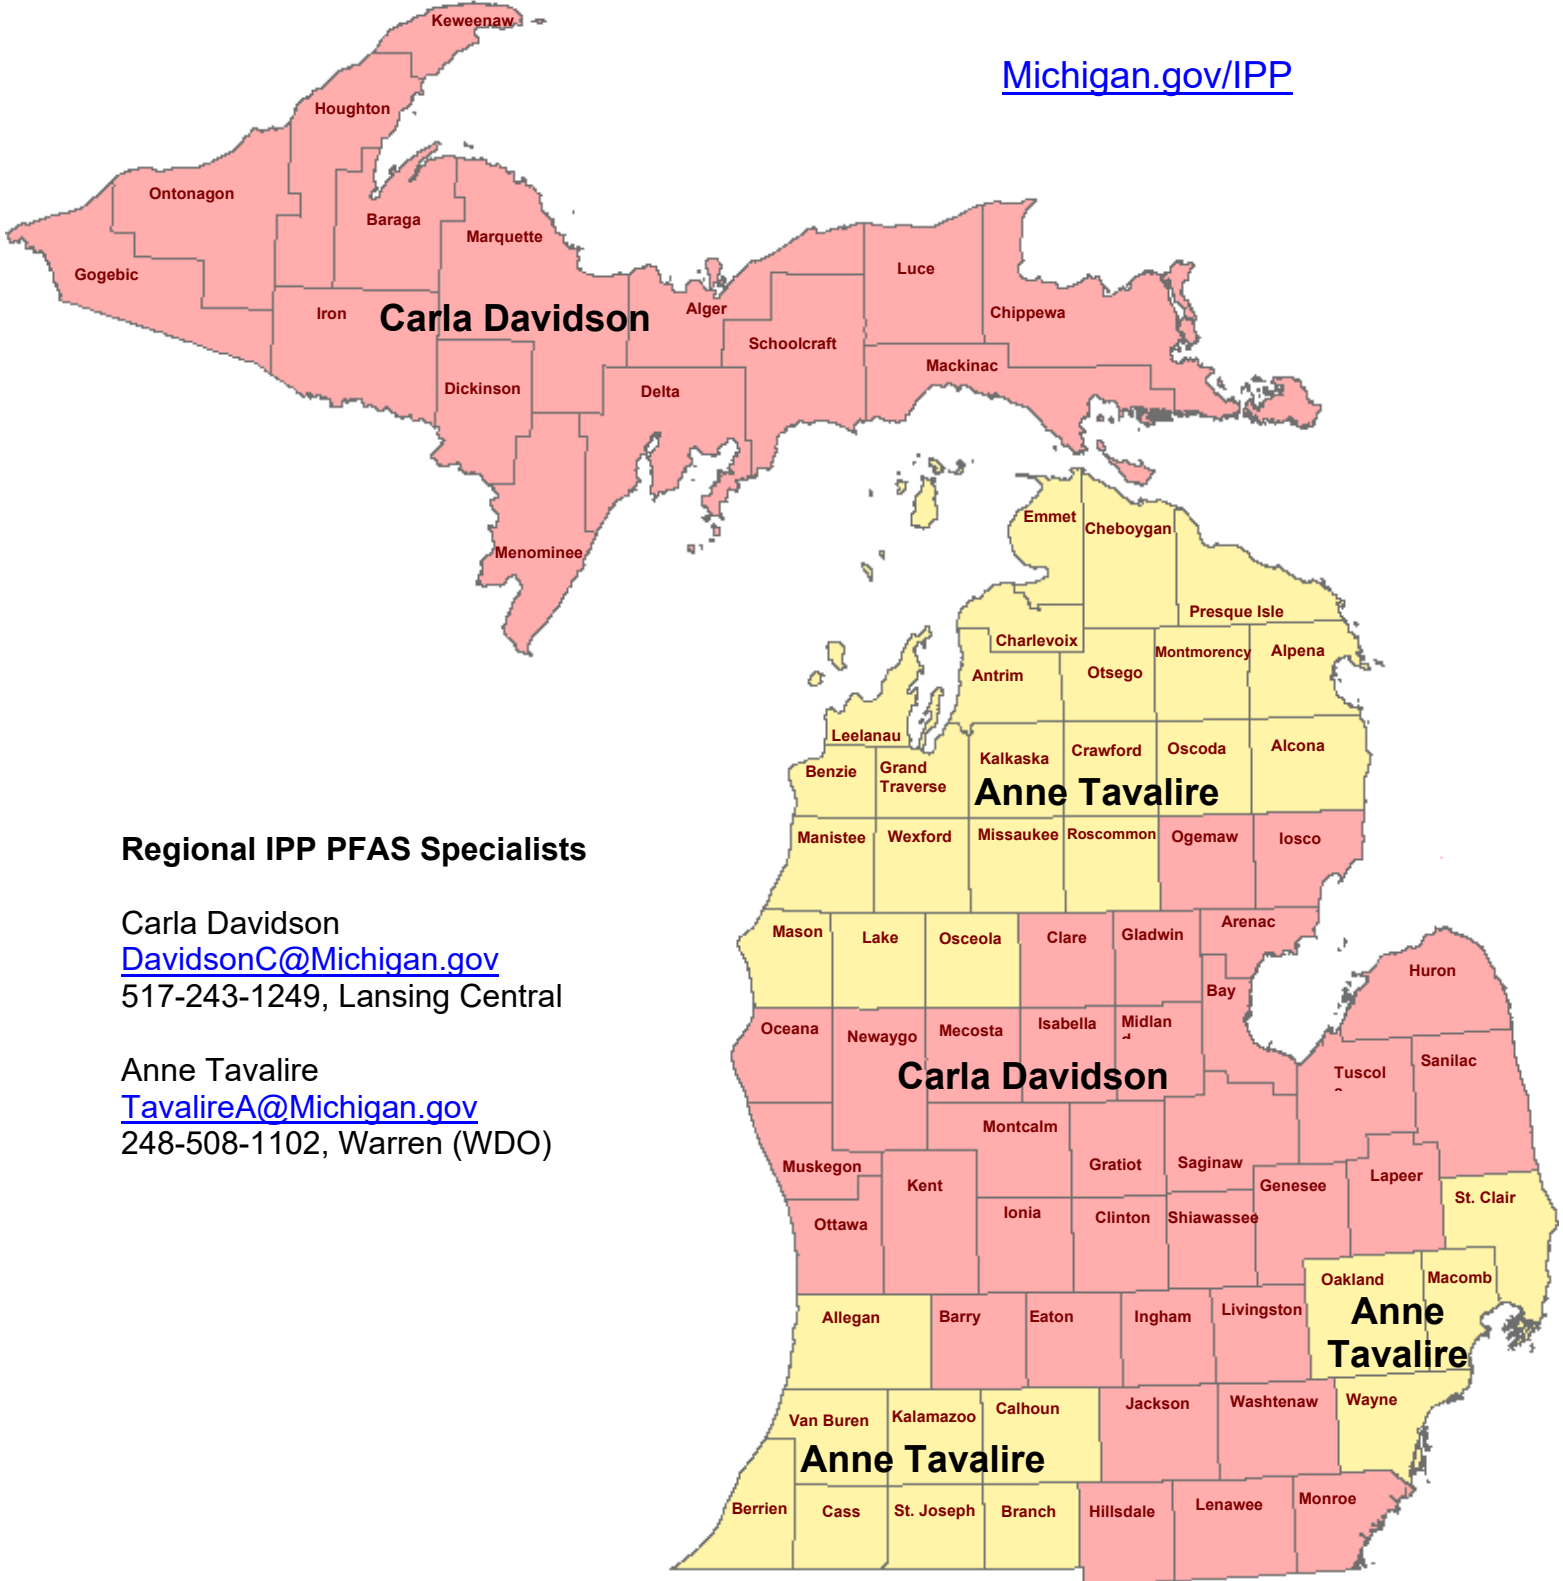 Keweenaw
Michigan.gov/IPP
Houghton
Ontonagon
Baraga
Marquette
Gogebic
Luce
Iron
Carla Davidson
Alger
Chippewa
Schoolcraft
Mackinac
Dickinson
Delta
Emmet
Cheboygan
Menominee
Presque Isle
Charlevoix
Montmorency
Alpena
Antrim
Otsego
Leelanau
Kalkaska
Crawford
Oscoda
Alcona
Benzie
Grand
Traverse
Anne Tavalire
Manistee
Wexford
Missaukee
Roscommon
Ogemaw
Iosco
Regional IPP PFAS Specialists
Carla Davidson
DavidsonC@Michigan.gov
517-243-1249, Lansing Central
Anne Tavalire
TavalireA@Michigan.gov
248-508-1102, Warren (WDO)
Mason
Lake
Osceola
Clare
Gladwin
Arenac
Huron
Bay
Oceana
Newaygo
Mecosta
Isabella
Midlan
d
Tuscol
a
Sanilac
Carla Davidson
Montcalm
Gratiot
Saginaw
Muskegon
Kent
Genesee
Lapeer
St. Clair
Ottawa
Ionia
Clinton
Shiawassee
Oakland
Macomb
Allegan
Barry
Eaton
Ingham
Livingston
Anne
Tavalire
Van Buren
Kalamazoo
Calhoun
Jackson
Washtenaw
Wayne
Anne Tavalire
Berrien
Cass
St. Joseph
Branch
Hillsdale
Lenawee
Monroe